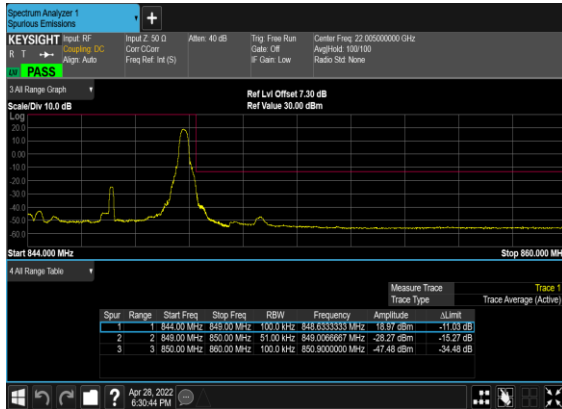 Spectrum Analyzer 1
Spurious Emissions
+
KEYSIGHT Input: RF Input Z: 50 Ω Atten: 40 dB Trig: Free Run Center Freq: 22.005000000 GHz
R T Coupling: DC Corr CCorr Gate: Off Avg|Hold: 100/100
Align: Auto Freq Ref: Int (S) IF Gain: Low Radio Std: None
PASS
3 All Range Graph
Ref Lvl Offset 7.30 dB
Scale/Div 10.0 dB Ref Value 30.00 dBm
Log
20.0
10.0
0.00
-10.0
-20.0
-30.0
-40.0
-50.0
-60.0
Start 844.000 MHz Stop 860.000 MH
4 All Range Table
Measure Trace Trace 1
Trace Type Trace Average (Active)
Spur Range Start Freq Stop Freq RBW Frequency Amplitude ΔLimit
1 1 844.00 MHz 849.00 MHz 100.0 kHz 848.6333333 MHz 18.97 dBm -11.03 dB
2 2 849.00 MHz 850.00 MHz 51.00 kHz 849.0066667 MHz -28.27 dBm -15.27 dB
3 3 850.00 MHz 860.00 MHz 100.0 kHz 850.9000000 MHz -47.48 dBm -34.48 dB
? Apr 28, 2022
6:30:44 PM